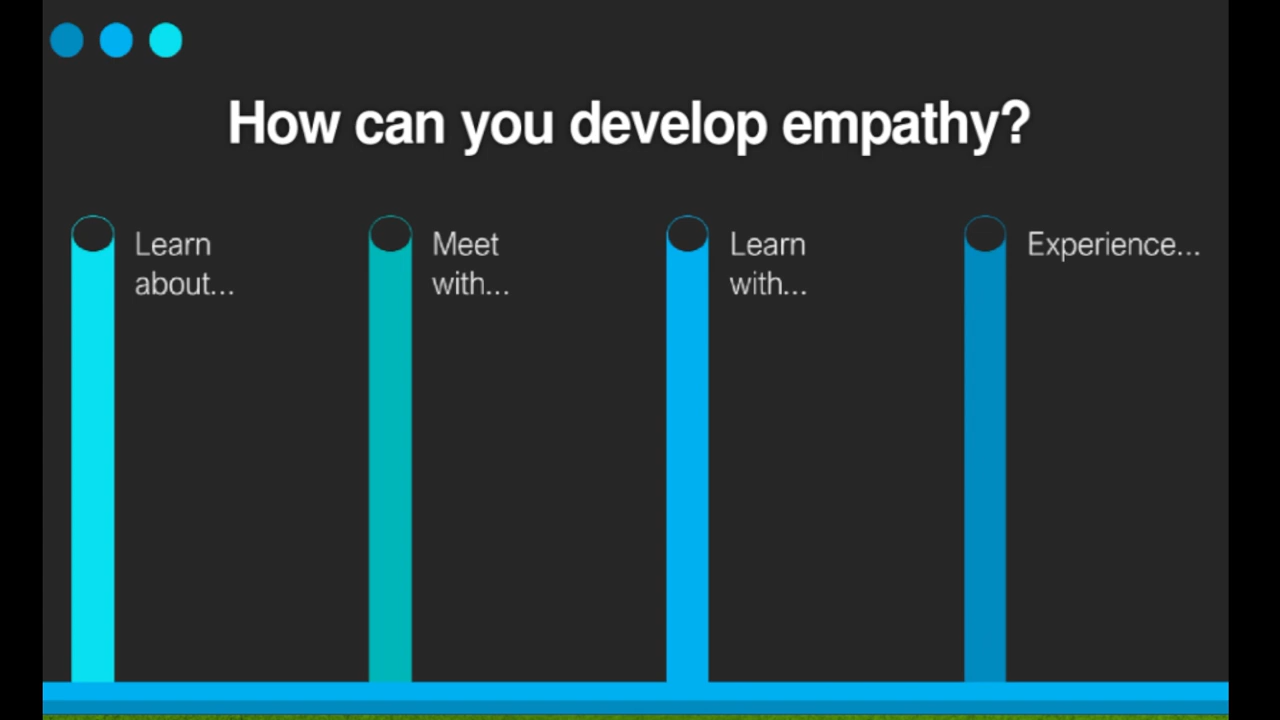 How can you develop empathy?
Learn
about...
Meet
with...
Learn
with...
Experience...